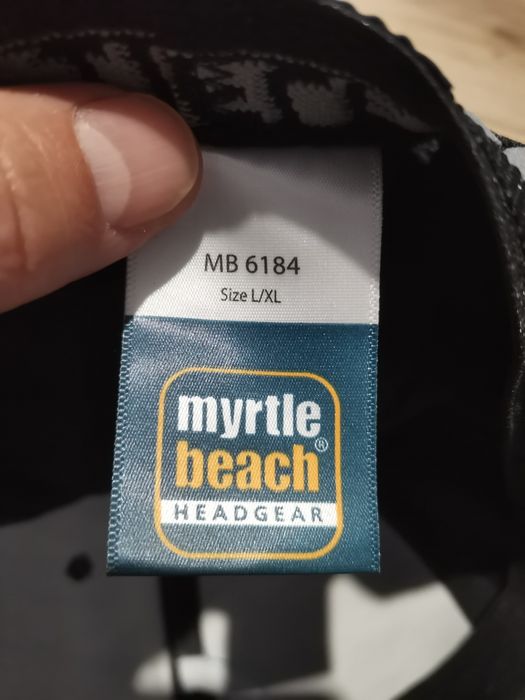 MB 6184
Size L/XL
myrtle
beach®
HEADGEAR